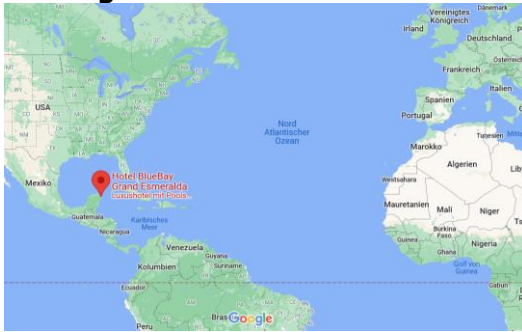 Vereinigtes
Königreich
Dänemark
Irland
Deutschland
Österreich
Frankreich
Italien
Spanien
Portugal
USA
Nord
Atlantischer
Ozean
Tunesien
Marokko
Algerien
Westsahara
Hotel BlueBay
Grand Esmeralda
Luxushotel mit Pools...
Mexiko
Mauretanien
Mali
Niger
Guatemala
Karibisches
Meer
Nicaragua
Burkina
Faso
Guinea
Nigeria
Ghana
Venezuela
Guyana
Suriname
Kolumbien
Golf von
Guinea
Gabun
Ecuador
Google
Peru